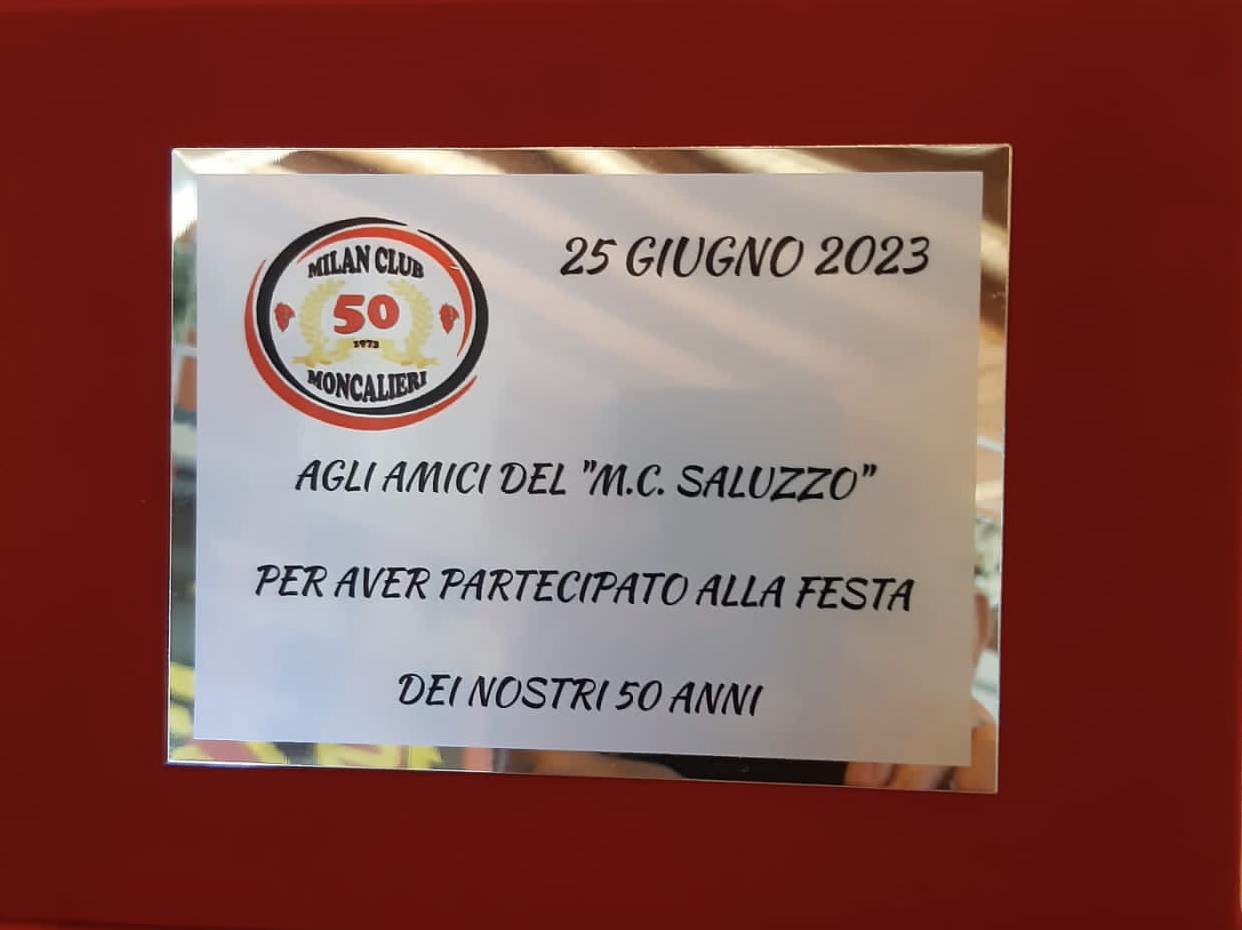 MILAN CLUB
50
1973
MONCALIERI
25 GIUGNO 2023
AGLI AMICI DEL "M.C. SALUZZO"
PER AVER PARTECIPATO ALLA FESTA
DEI NOSTRI 50 ANNI